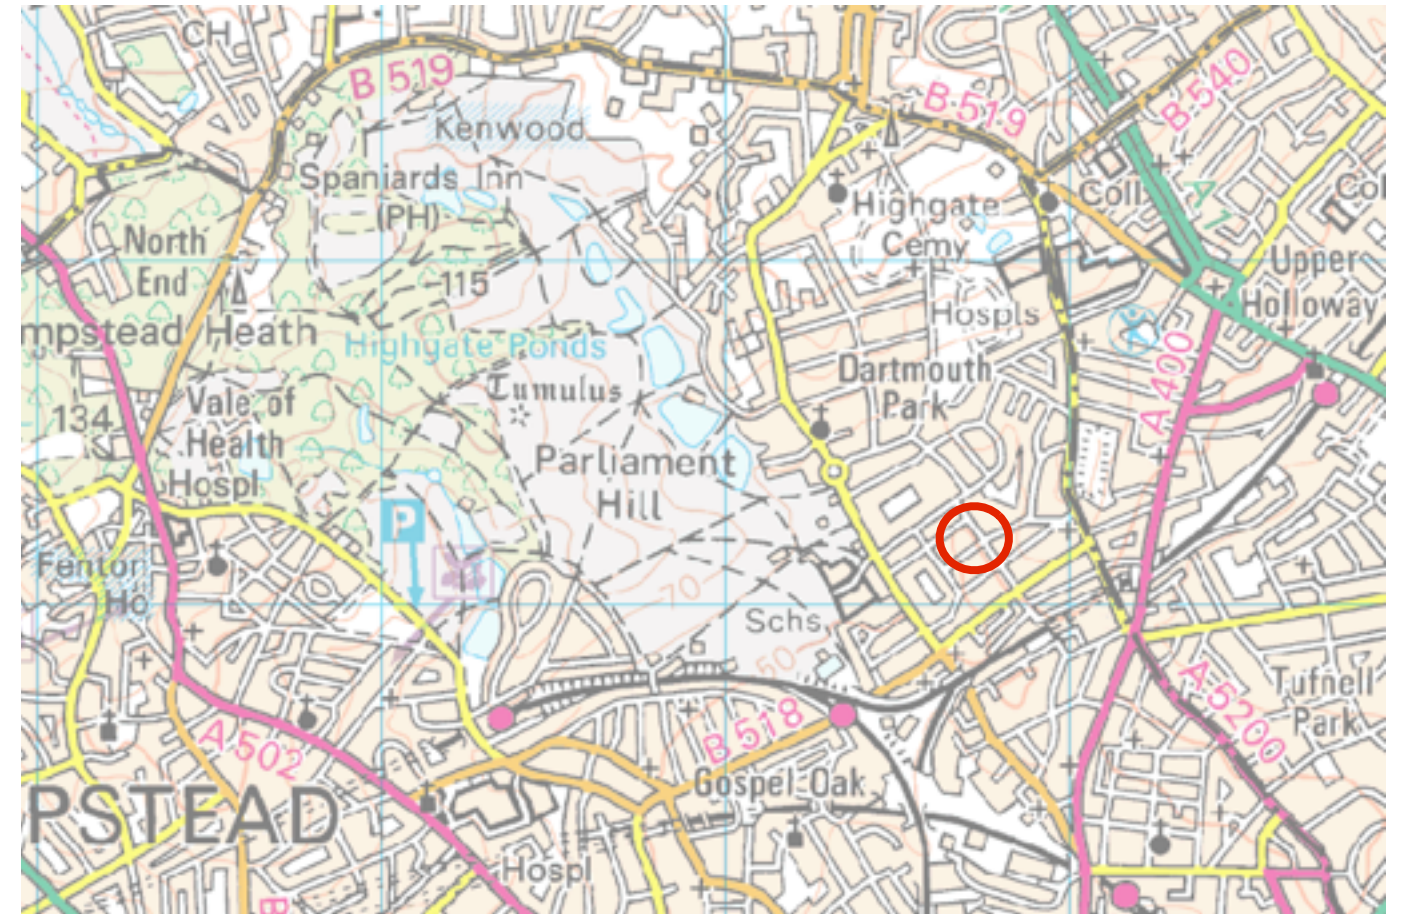 CH
B 519
Kenwood
B 519
B 540
Spaniards Inn
(PH)
Highgate
Cemy
Coll
A 1
Col
North
End
115
Upper
Holloway
Hospls
mpstead Heath
Highgate Ponds
A 400
Tumulus
Dartmouth
Park
134
Vale of
Health
Hospl
Parliament
Hill
P
Fenton
Ho
70
Schs
50
A 502
B 518
Tufnell
Park
A 5200
Gospel Oak
PSTEAD
Hospl
B